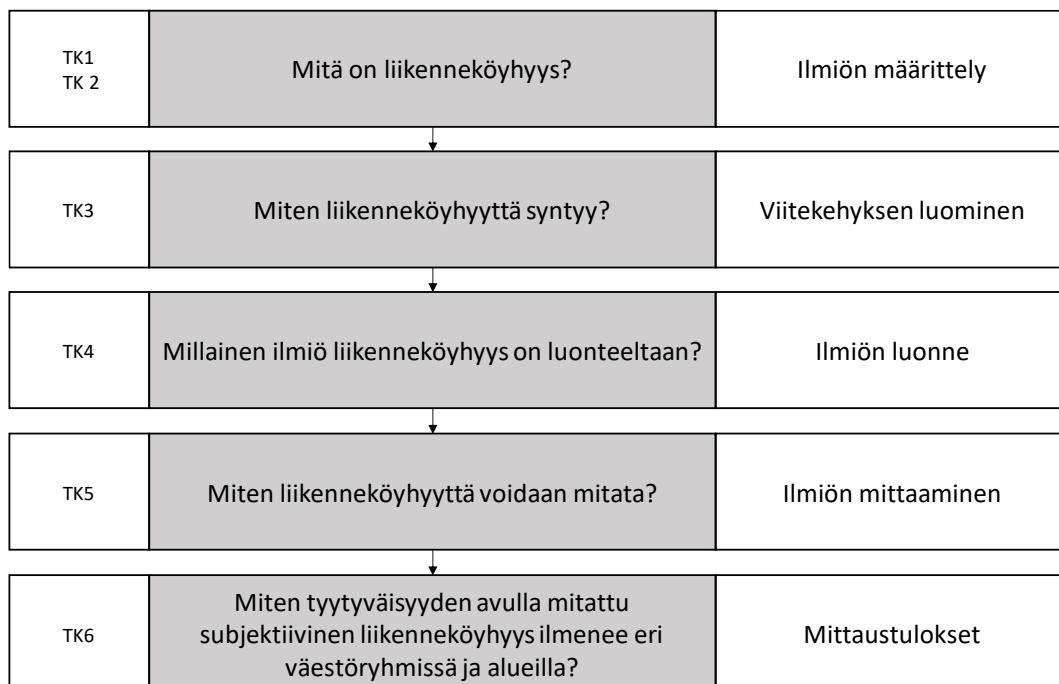 TK1
TK 2
Mitä on liikenneköyhyys?
Ilmiön määrittely
TK3
Miten liikenneköyhyyttä syntyy?
Viitekehyksen luominen
TK4
Millainen ilmiö liikenneköyhyys on luonteeltaan?
Ilmiön luonne
TK5
Miten liikenneköyhyyttä voidaan mitata?
Ilmiön mittaaminen
TK6
Miten tyytyväisyyden avulla mitattu
subjektiivinen liikenneköyhyys ilmenee eri
väestöryhmissä ja alueilla?
Mittaustulokset